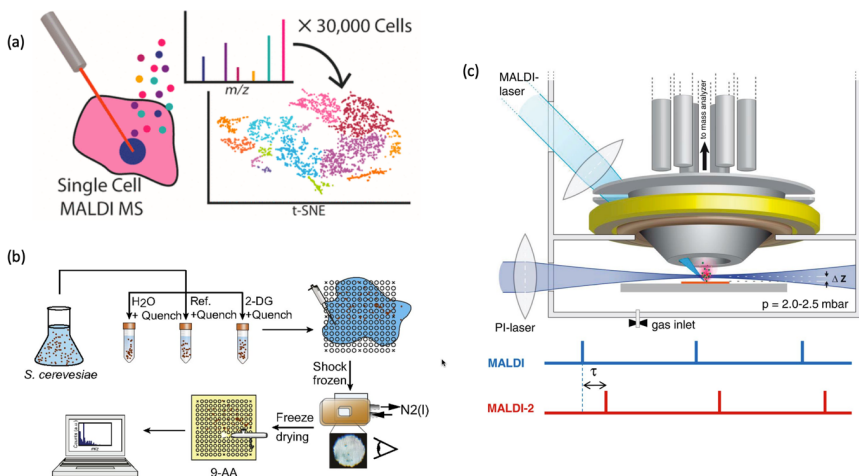 (a)
× 30,000 Cells
m/z
Single Cell
MALDI MS
t-SNE
(b)
H2O
+ Quench
Ref.
+Quench
2-DG
+Quench
S. cerevesiae
Shock
frozen
N2(l)
Freeze
drying
9-AA
Counts (a.u.)
(c)
MALDI-
laser
to mass analyzer
Δ z
PI-laser
p = 2.0-2.5 mbar
gas inlet
MALDI
τ
MALDI-2